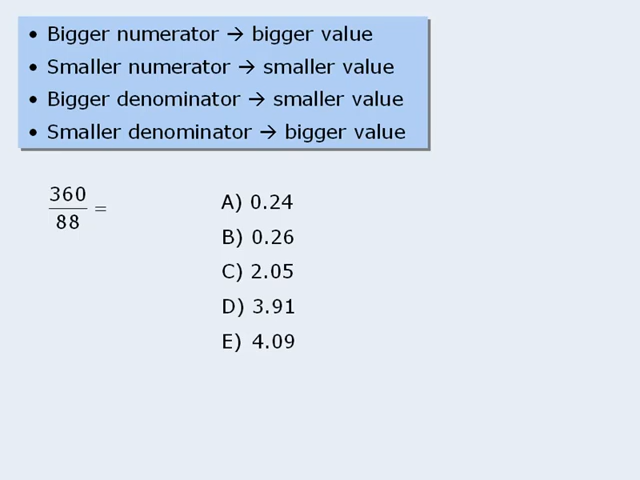 • Bigger numerator → bigger value
• Smaller numerator → smaller value
• Bigger denominator → smaller value
• Smaller denominator → bigger value
360
88
=
A) 0.24
B) 0.26
C) 2.05
D) 3.91
E) 4.09